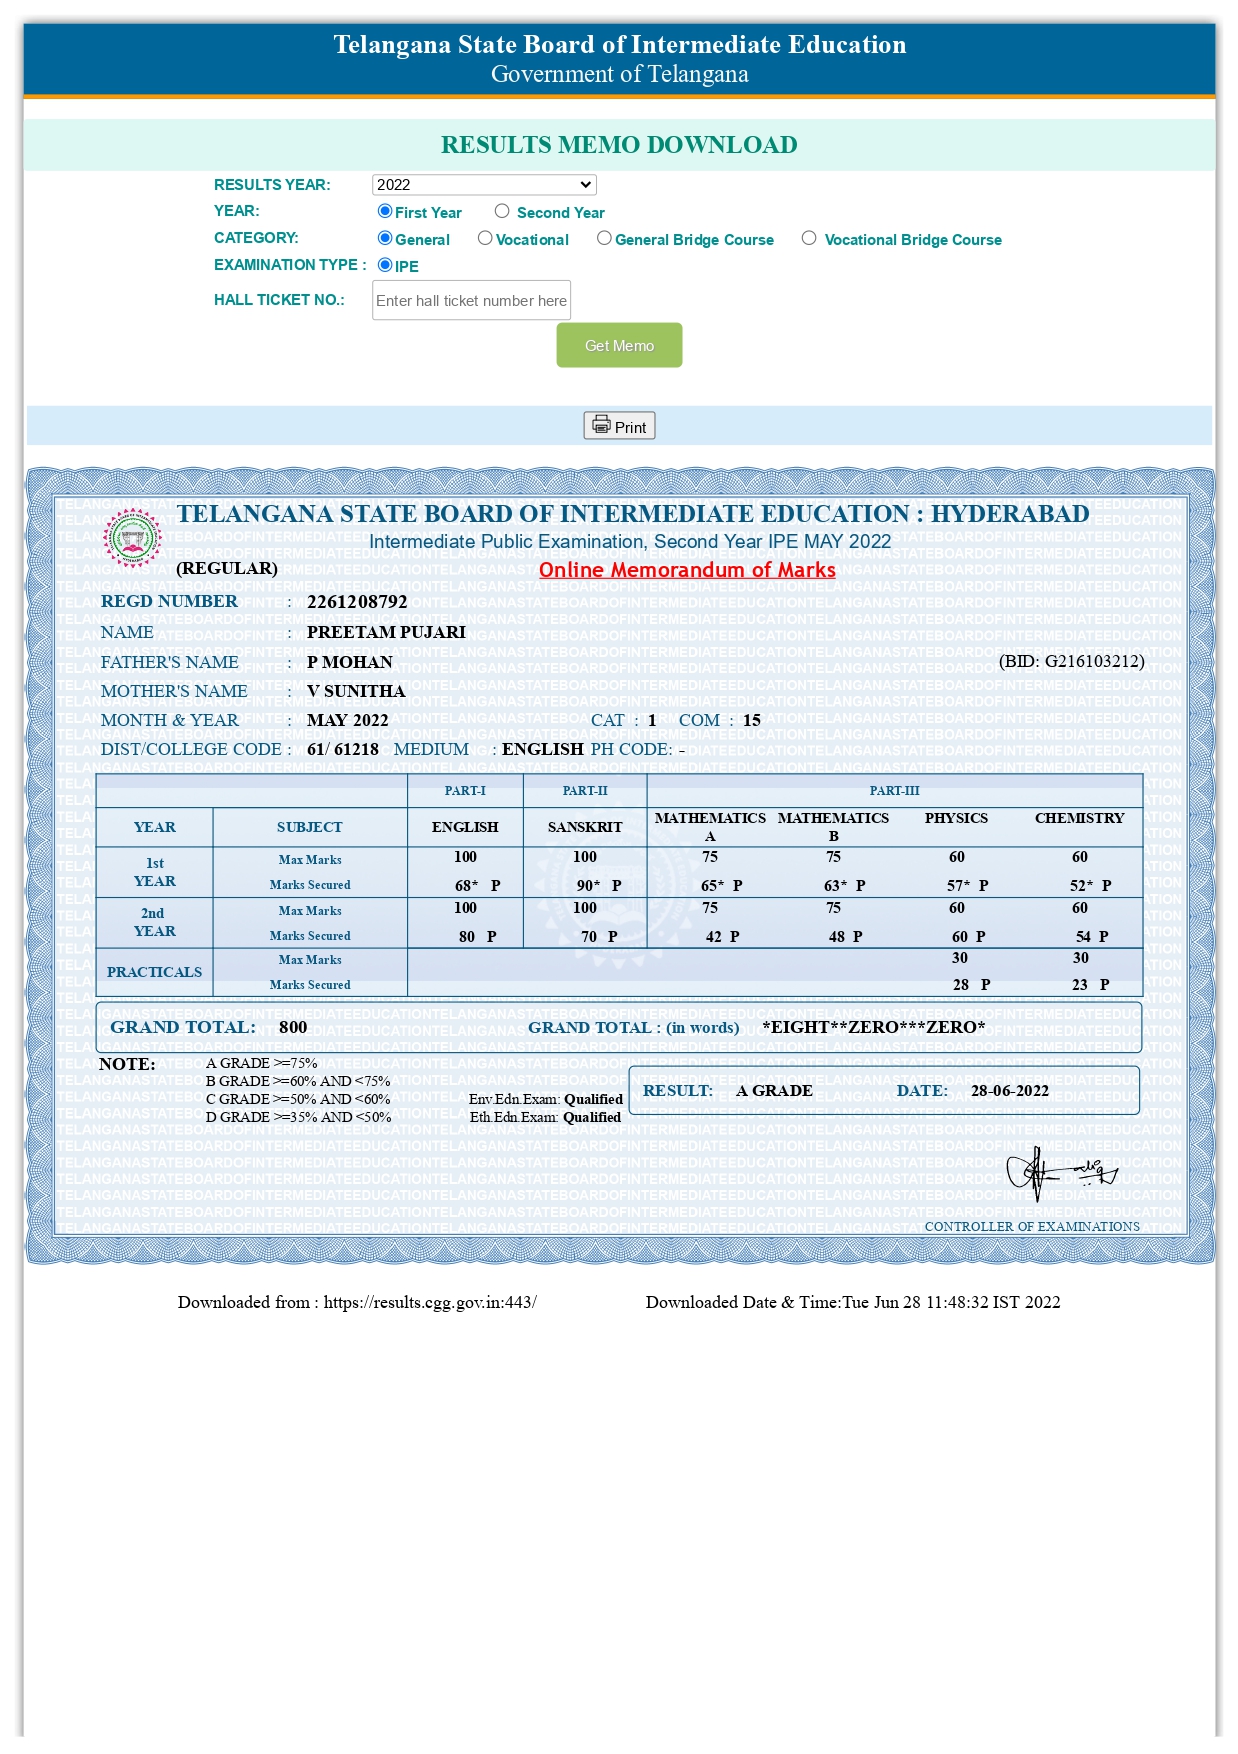 Telangana State Board of Intermediate Education
Government of Telangana
RESULTS MEMO DOWNLOAD
RESULTS YEAR: 2022
YEAR: First Year Second Year
CATEGORY: General Vocational General Bridge Course Vocational Bridge Course
EXAMINATION TYPE : IPE
HALL TICKET NO.: Enter hall ticket number here
Get Memo
Print
TELANGANA STATE BOARD OF INTERMEDIATE EDUCATION : HYDERABAD
Intermediate Public Examination, Second Year IPE MAY 2022
(REGULAR) Online Memorandum of Marks
REGD NUMBER : 2261208792
NAME : PREETAM PUJARI
FATHER'S NAME : P MOHAN (BID: G216103212)
MOTHER'S NAME : V SUNITHA
MONTH & YEAR : MAY 2022 CAT : 1 COM : 15
DIST/COLLEGE CODE : 61/ 61218 MEDIUM : ENGLISH PH CODE: -
PART-I PART-II PART-III
YEAR SUBJECT ENGLISH SANSKRIT MATHEMATICS A MATHEMATICS B PHYSICS CHEMISTRY
1st YEAR Max Marks 100 100 75 75 60 60
Marks Secured 68* P 90* P 65* P 63* P 57* P 52* P
2nd YEAR Max Marks 100 100 75 75 60 60
Marks Secured 80 P 70 P 42 P 48 P 60 P 54 P
PRACTICALS Max Marks 30 30
Marks Secured 28 P 23 P
GRAND TOTAL: 800 GRAND TOTAL : (in words) *EIGHT**ZERO***ZERO*
NOTE: A GRADE >=75%
B GRADE >=60% AND <75%
C GRADE >=50% AND <60% Env.Edn.Exam: Qualified
D GRADE >=35% AND <50% Eth.Edn.Exam: Qualified
RESULT: A GRADE DATE: 28-06-2022
CONTROLLER OF EXAMINATIONS
Downloaded from : https://results.cgg.gov.in:443/ Downloaded Date & Time:Tue Jun 28 11:48:32 IST 2022